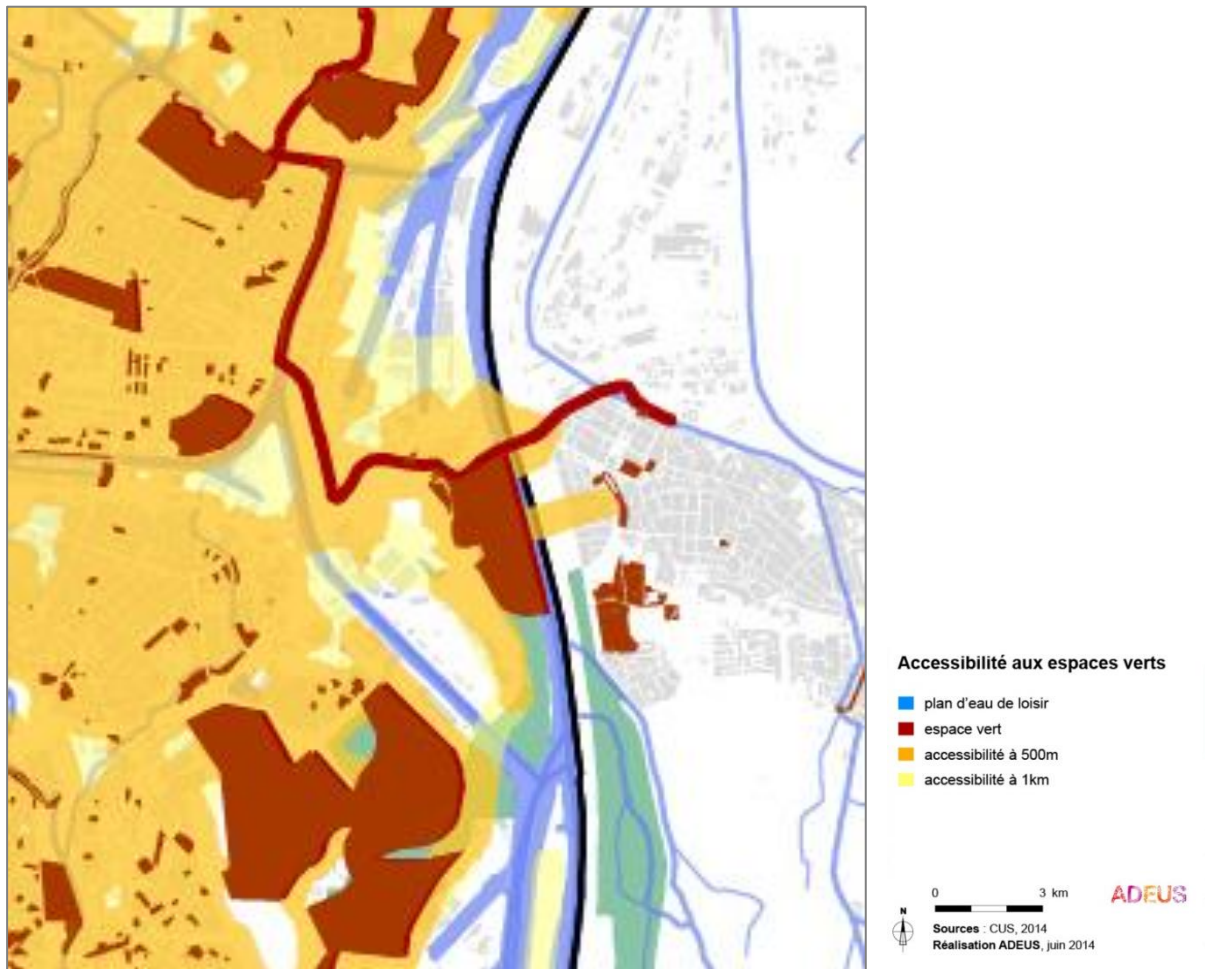 Accessibilité aux espaces verts
plan d'eau de loisir
espace vert
accessibilité à 500m
accessibilité à 1km
0 3 km
N
ADEUS
Sources : CUS, 2014
Réalisation ADEUS, juin 2014